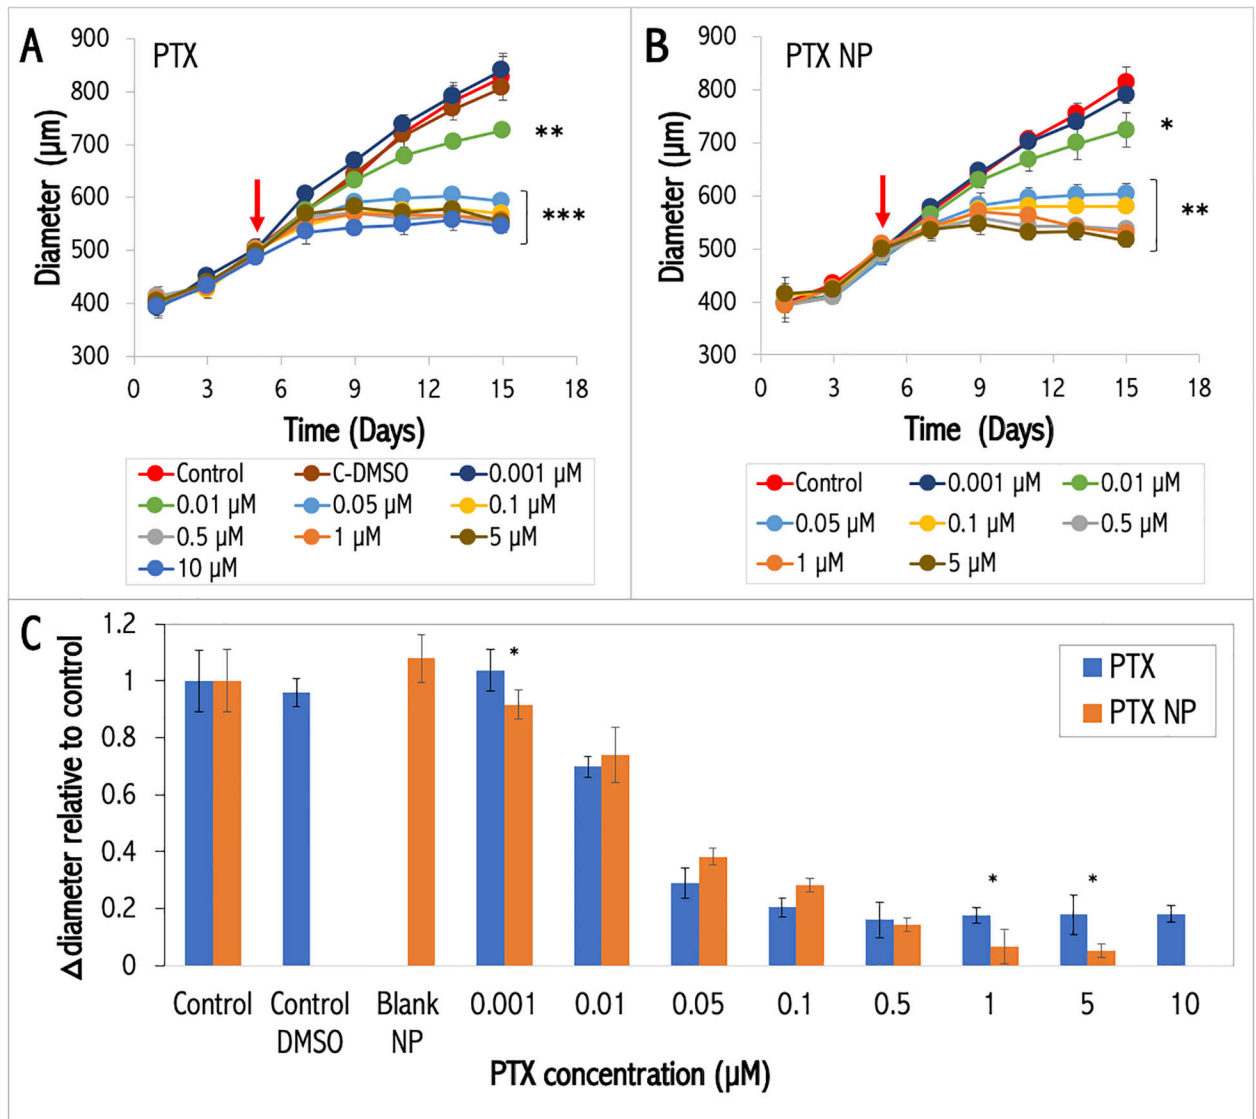 A
PTX
Diameter (µm)
900
800
700
600
500
400
300
**
***
0 3 6 9 12 15 18
Time (Days)
Control C-DMSO 0.001 µM
0.01 µM 0.05 µM 0.1 µM
0.5 µM 1 µM 5 µM
10 µM
B
PTX NP
Diameter (µm)
900
800
700
600
500
400
300
*
**
0 3 6 9 12 15 18
Time (Days)
Control 0.001 µM 0.01 µM
0.05 µM 0.1 µM 0.5 µM
1 µM 5 µM
C
Δdiameter relative to control
1.2
1
0.8
0.6
0.4
0.2
0
* * *
PTX
PTX NP
Control Control Blank 0.001 0.01 0.05 0.1 0.5 1 5 10
DMSO NP
PTX concentration (µM)